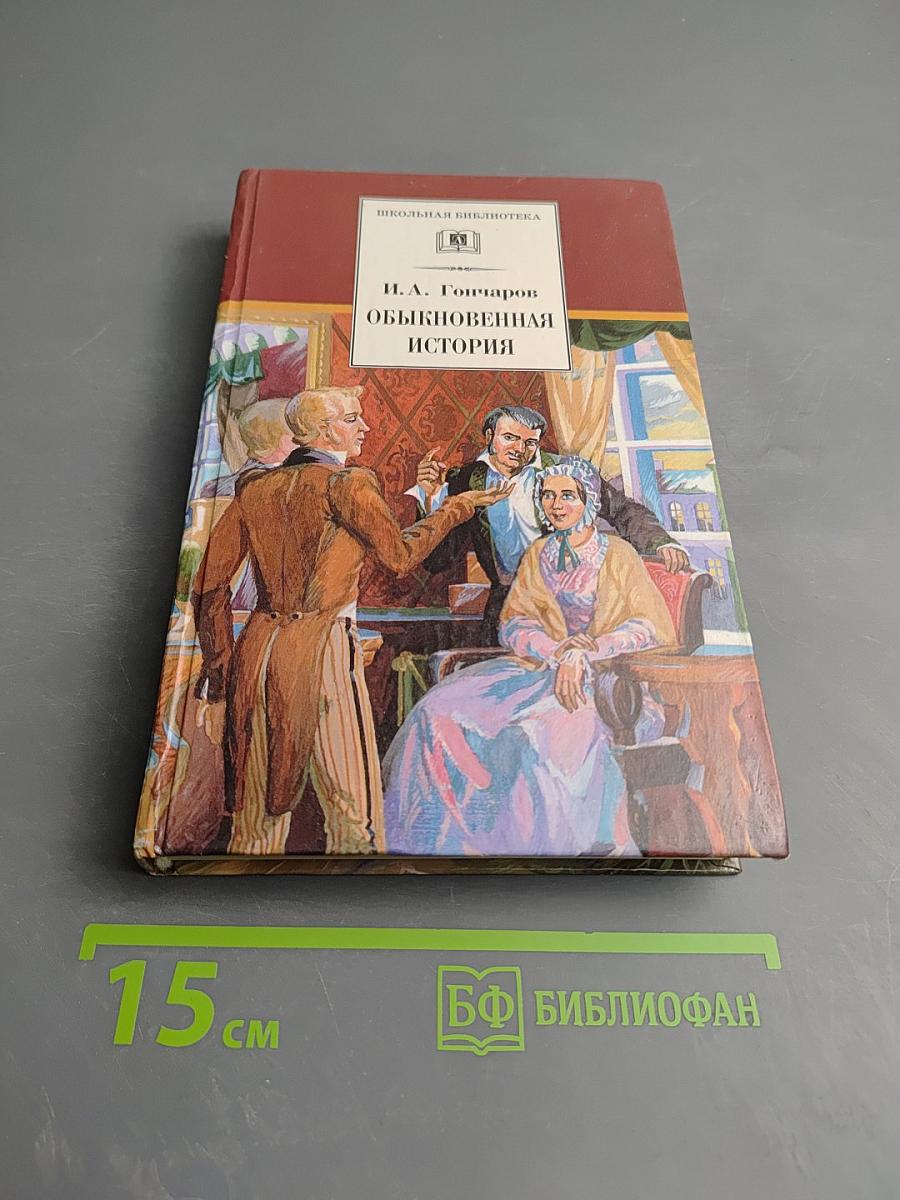 ШКОЛЬНАЯ БИБЛИОТЕКА
Д
И. А. Гончаров
ОБЫКНОВЕННАЯ
ИСТОРИЯ
15 см
БФ БИБЛИОФАН